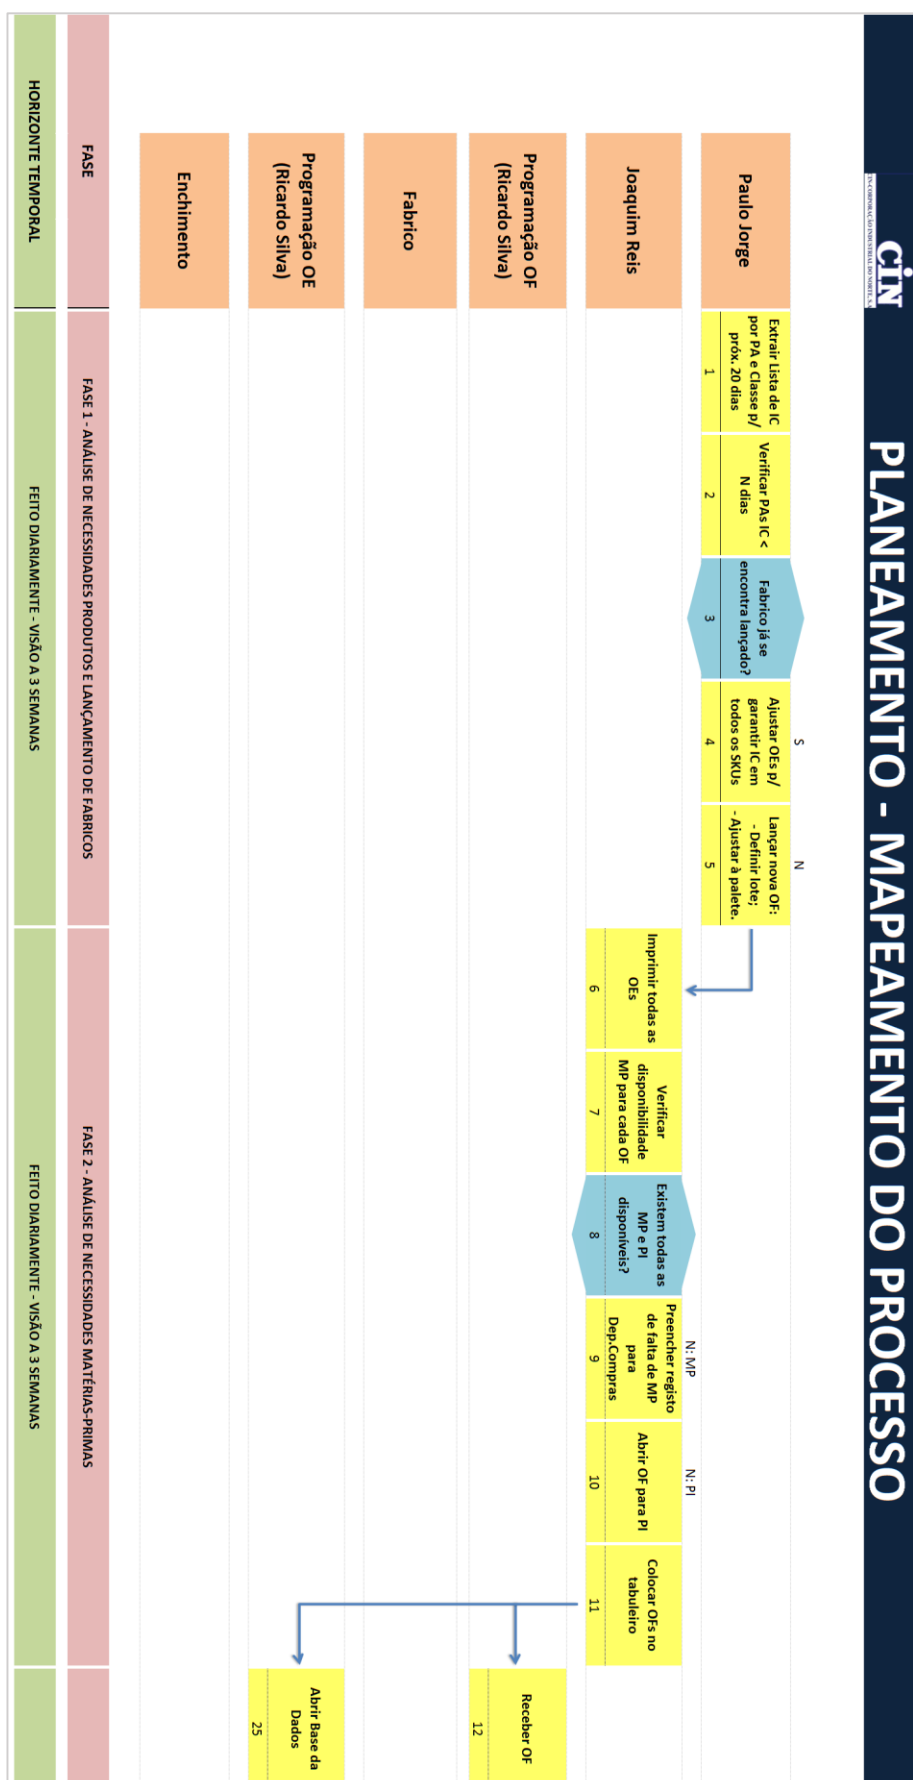 PLANEAMENTO - MAPEAMENTO DO PROCESSO
CIN
CIN-CORPORAÇÃO INDUSTRIAL DO NORTE, S.A.
Paulo Jorge
Extrair Lista de IC
por PA e Classe p/
próx. 20 dias
1
Verificar PAs IC <
N dias
2
Fabrico já se
encontra lançado?
3
S
Ajustar OEs p/
garantir IC em
todos os SKUs
4
N
Lançar nova OF:
- Definir lote;
- Ajustar à palete.
5
Joaquim Reis
Imprimir todas as
OEs
6
Verificar
disponibilidade
MP para cada OF
7
Existem todas as
MP e PI
disponíveis?
8
N: MP
Preencher registo
de falta de MP
para
Dep.Compras
9
N: PI
Abrir OF para PI
10
Colocar OFs no
tabuleiro
11
Programação OF
(Ricardo Silva)
Receber OF
12
Fabrico
Programação OE
(Ricardo Silva)
Abrir Base da
Dados
25
Enchimento
FASE
FASE 1 - ANÁLISE DE NECESSIDADES PRODUTOS E LANÇAMENTO DE FABRICOS
FASE 2 - ANÁLISE DE NECESSIDADES MATÉRIAS-PRIMAS
HORIZONTE TEMPORAL
FEITO DIARIAMENTE - VISÃO A 3 SEMANAS
FEITO DIARIAMENTE - VISÃO A 3 SEMANAS